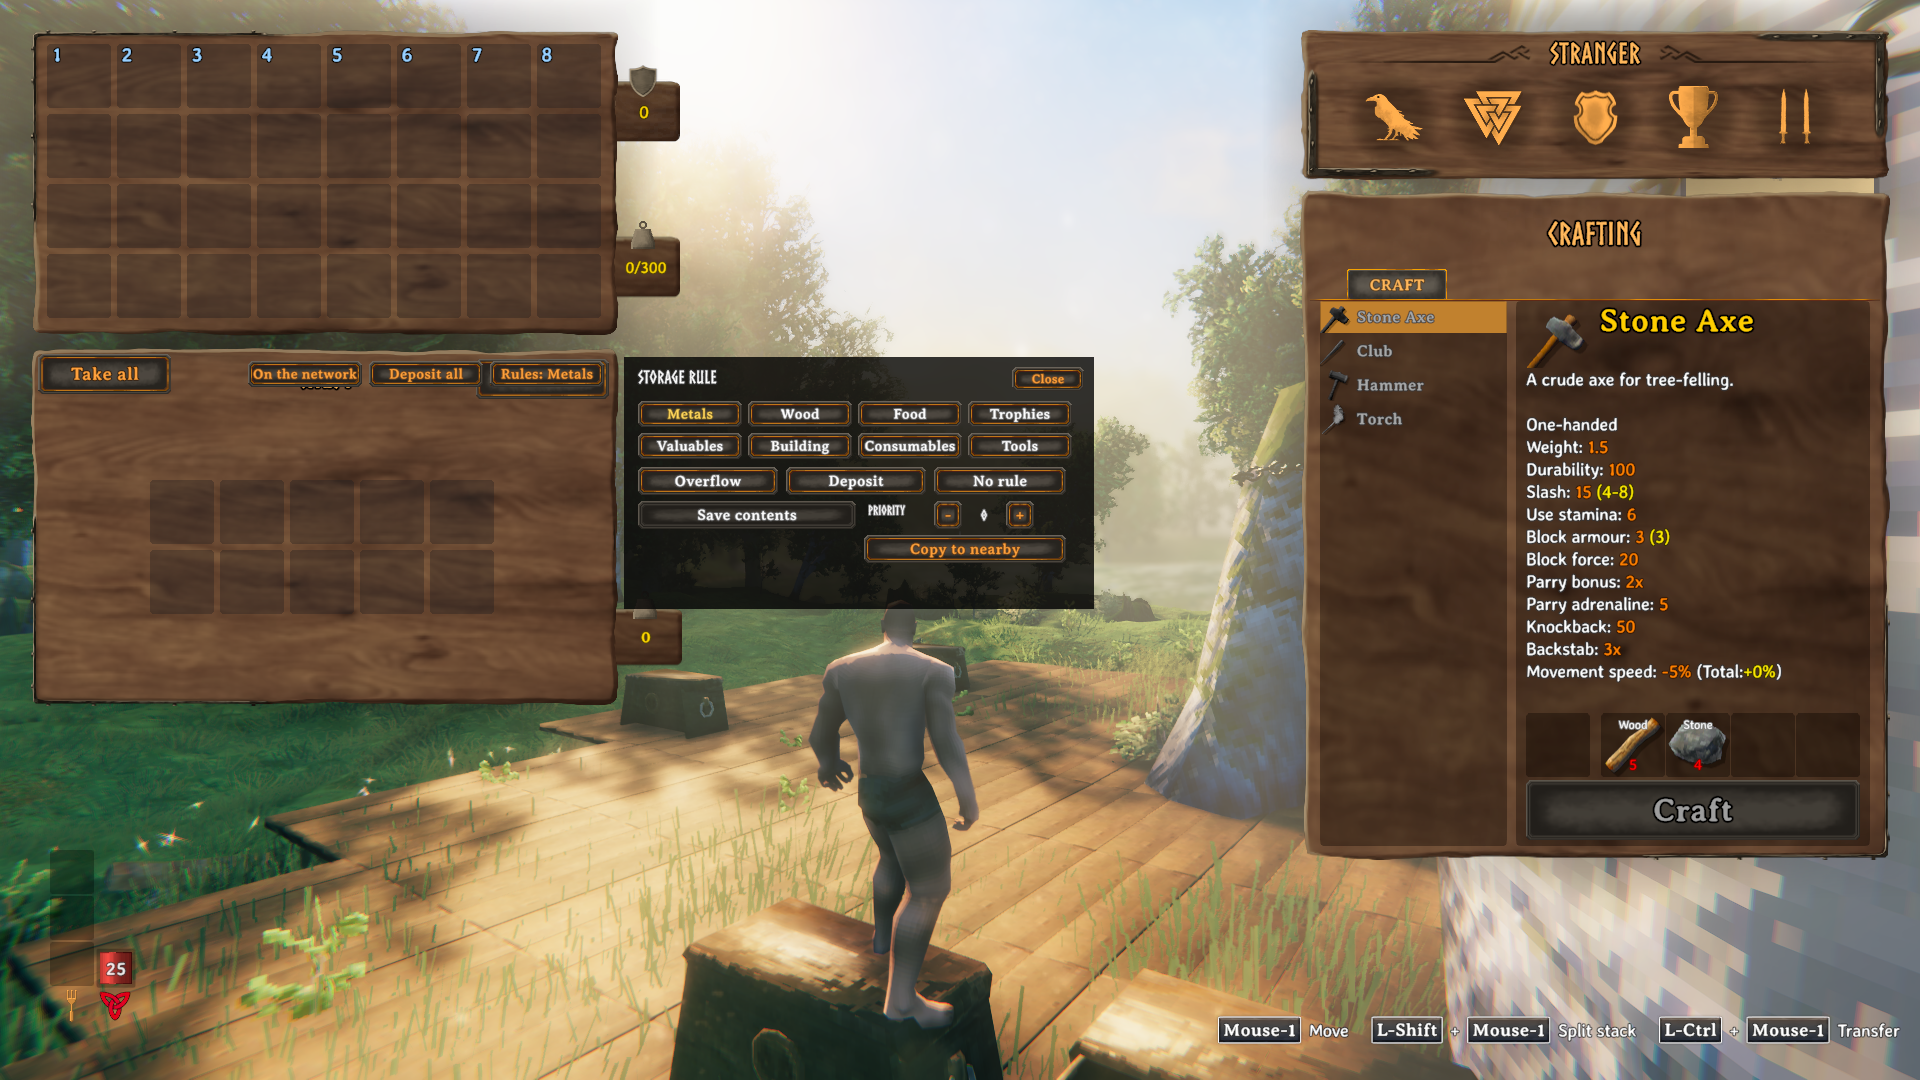 1 2 3 4 5 6 7 8
0
0/300
Take all
On the network
Deposit all
Rules: Metals
0
STORAGE RULE
Close
Metals Wood Food Trophies
Valuables Building Consumables Tools
Overflow Deposit No rule
Save contents PRIORITY - 0 +
Copy to nearby
STRANGER
CRAFTING
CRAFT
Stone Axe
Club
Hammer
Torch
Stone Axe
A crude axe for tree-felling.
One-handed
Weight: 1.5
Durability: 100
Slash: 15 (4-8)
Use stamina: 6
Block armour: 3 (3)
Block force: 20
Parry bonus: 2x
Parry adrenaline: 5
Knockback: 50
Backstab: 3x
Movement speed: -5% (Total:+0%)
Wood Stone
5 4
Craft
25
Mouse-1 Move L-Shift + Mouse-1 Split stack L-Ctrl + Mouse-1 Transfer